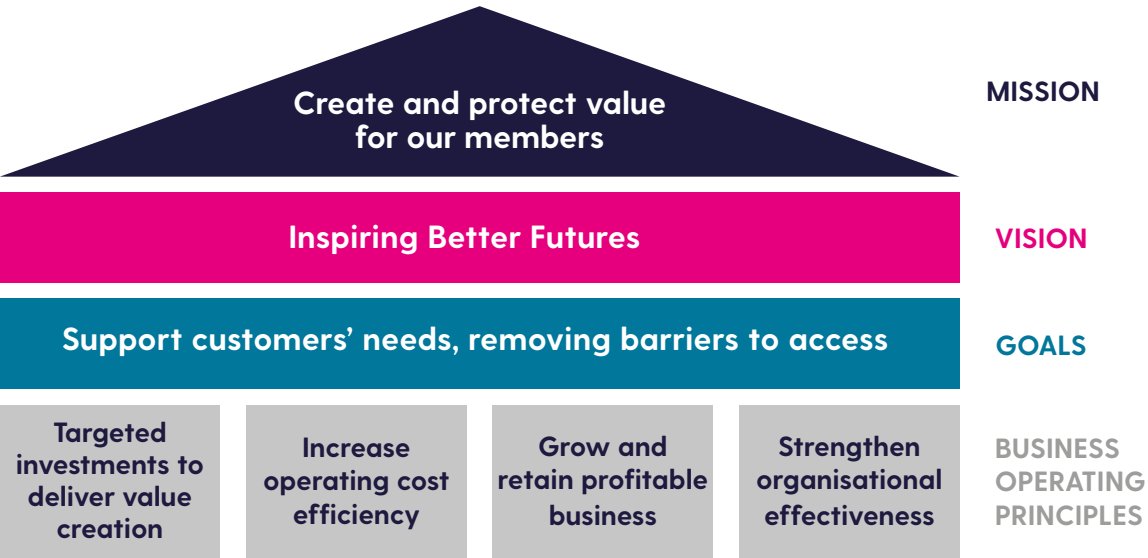 Create and protect value
for our members
MISSION
Inspiring Better Futures
VISION
Support customers’ needs, removing barriers to access
GOALS
Targeted
investments to
deliver value
creation
Increase
operating cost
efficiency
Grow and
retain profitable
business
Strengthen
organisational
effectiveness
BUSINESS
OPERATING
PRINCIPLES